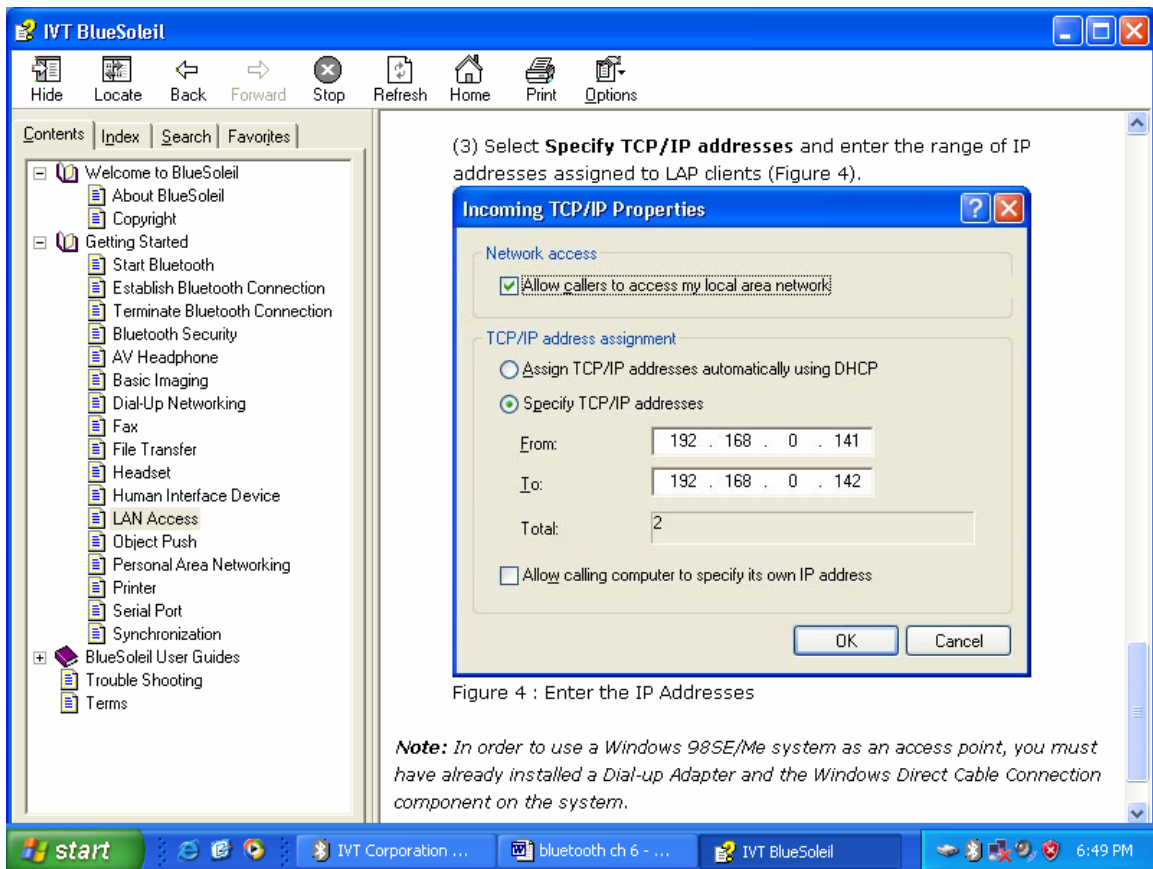 IVT BlueSoleil
Hide Locate Back Forward Stop Refresh Home Print Options
Contents Index Search Favorites
Welcome to BlueSoleil
About BlueSoleil
Copyright
Getting Started
Start Bluetooth
Establish Bluetooth Connection
Terminate Bluetooth Connection
Bluetooth Security
AV Headphone
Basic Imaging
Dial-Up Networking
Fax
File Transfer
Headset
Human Interface Device
LAN Access
Object Push
Personal Area Networking
Printer
Serial Port
Synchronization
BlueSoleil User Guides
Trouble Shooting
Terms
(3) Select Specify TCP/IP addresses and enter the range of IP
addresses assigned to LAP clients (Figure 4).
Incoming TCP/IP Properties
Network access
Allow callers to access my local area network
TCP/IP address assignment
Assign TCP/IP addresses automatically using DHCP
Specify TCP/IP addresses
From: 192 . 168 . 0 . 141
To: 192 . 168 . 0 . 142
Total: 2
Allow calling computer to specify its own IP address
OK Cancel
Figure 4 : Enter the IP Addresses
Note: In order to use a Windows 98SE/Me system as an access point, you must
have already installed a Dial-up Adapter and the Windows Direct Cable Connection
component on the system.
start IVT Corporation ... bluetooth ch 6 - ... IVT BlueSoleil 6:49 PM